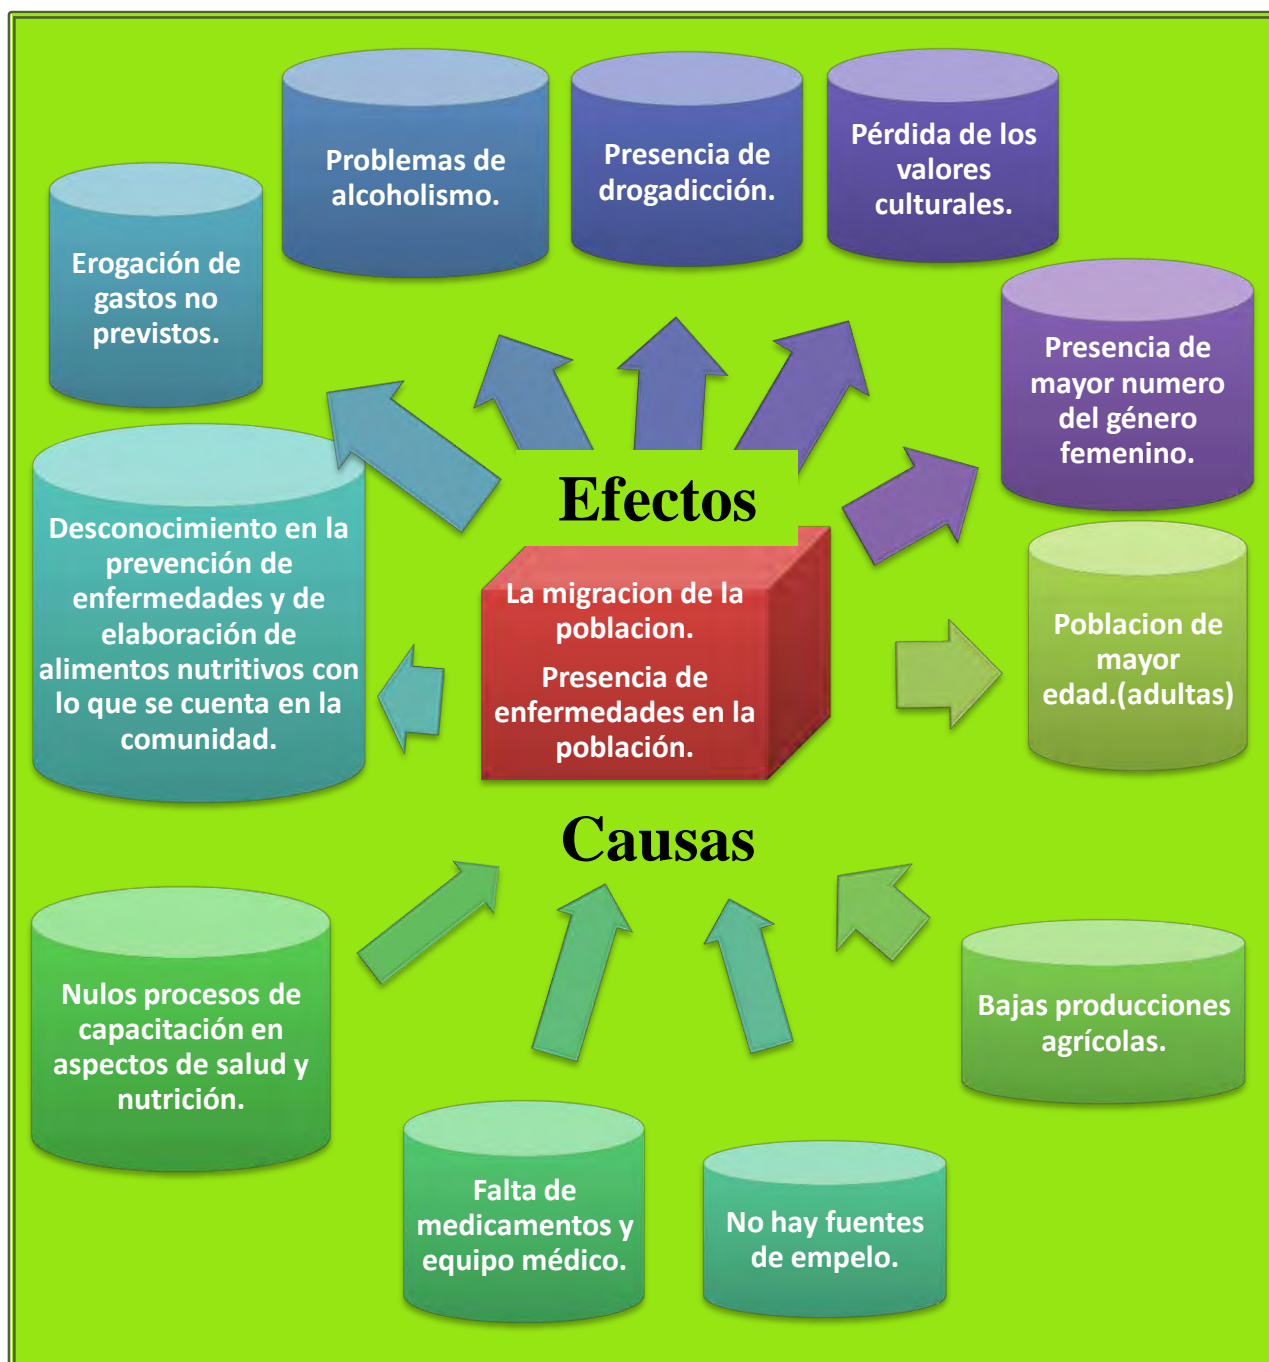 Problemas de
alcoholismo.
Presencia de
drogadicción.
Pérdida de los
valores
culturales.
Erogación de
gastos no
previstos.
Presencia de
mayor numero
del género
femenino.
Efectos
Desconocimiento en la
prevención de
enfermedades y de
elaboración de
alimentos nutritivos con
lo que se cuenta en la
comunidad.
La migracion de la
poblacion.
Presencia de
enfermedades en la
población.
Poblacion de
mayor
edad.(adultas)
Causas
Nulos procesos de
capacitación en
aspectos de salud y
nutrición.
Falta de
medicamentos y
equipo médico.
No hay fuentes
de empelo.
Bajas producciones
agrícolas.